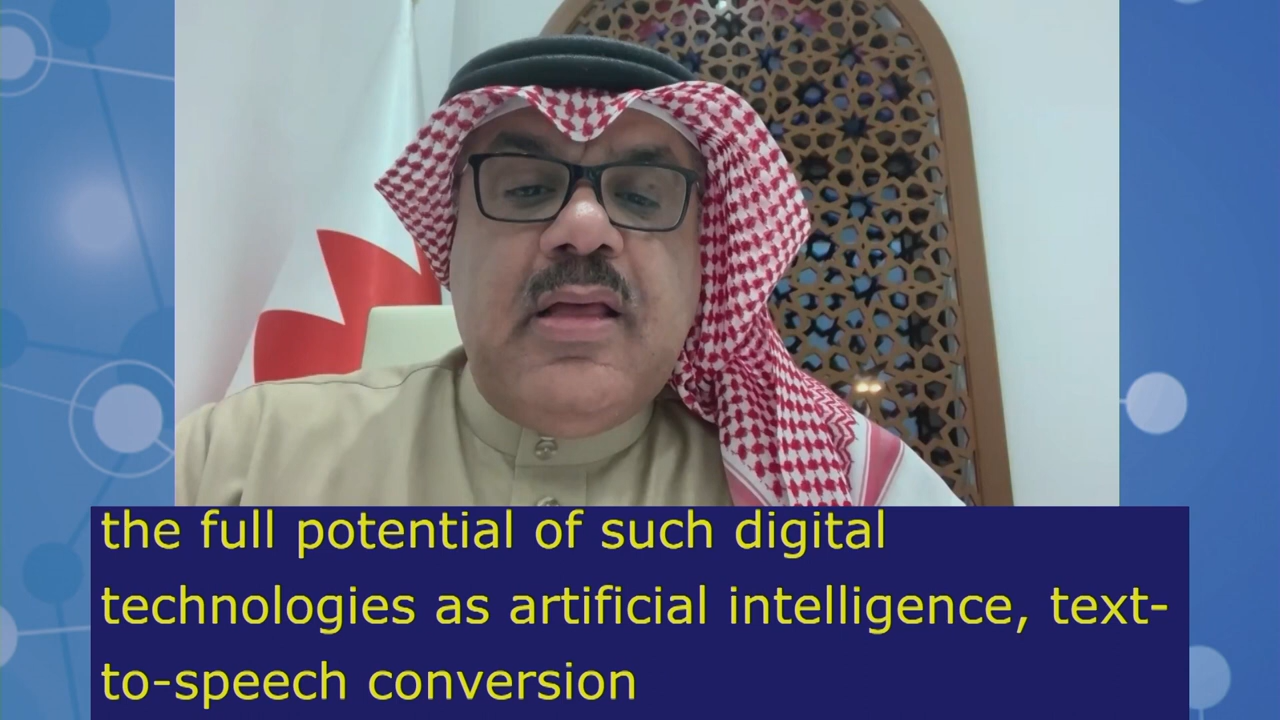 the full potential of such digital
technologies as artificial intelligence, text-
to-speech conversion